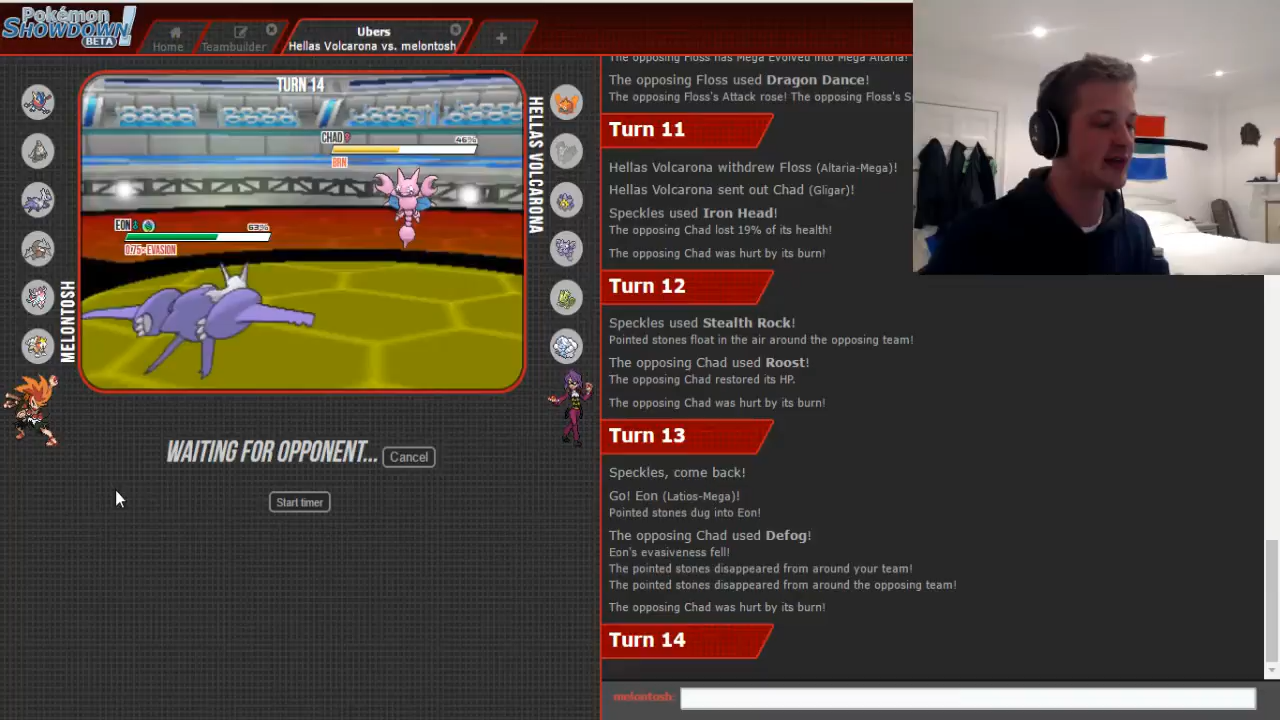 Pokémon
SHOWDOWN!
BETA
Home
Teambuilder
Ubers
Hellas Volcarona vs. melontosh
TURN 14
CHAD
46%
BRN
EON
63%
0.75× EVASION
MELONTOSH
HELLAS VOLCARONA
WAITING FOR OPPONENT...
Cancel
Start timer
The opposing Floss has Mega Evolved into Mega Altaria!
The opposing Floss used Dragon Dance!
The opposing Floss's Attack rose! The opposing Floss's S
Turn 11
Hellas Volcarona withdrew Floss (Altaria-Mega)!
Hellas Volcarona sent out Chad (Gligar)!
Speckles used Iron Head!
The opposing Chad lost 19% of its health!
The opposing Chad was hurt by its burn!
Turn 12
Speckles used Stealth Rock!
Pointed stones float in the air around the opposing team!
The opposing Chad used Roost!
The opposing Chad restored its HP.
The opposing Chad was hurt by its burn!
Turn 13
Speckles, come back!
Go! Eon (Latios-Mega)!
Pointed stones dug into Eon!
The opposing Chad used Defog!
Eon's evasiveness fell!
The pointed stones disappeared from around your team!
The pointed stones disappeared from around the opposing team!
The opposing Chad was hurt by its burn!
Turn 14
melontosh: